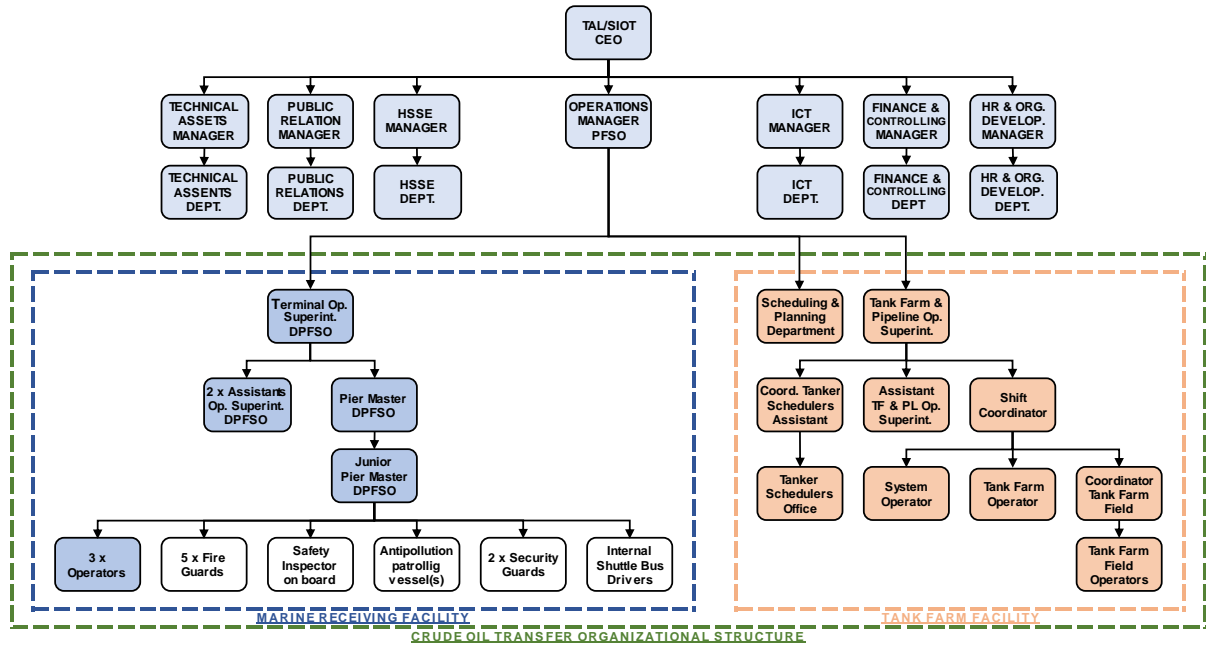 TAL/SIOT
CEO
TECHNICAL
ASSETS
MANAGER
PUBLIC
RELATION
MANAGER
HSSE
MANAGER
OPERATIONS
MANAGER
PFSO
ICT
MANAGER
FINANCE &
CONTROLLING
MANAGER
HR & ORG.
DEVELOP.
MANAGER
TECHNICAL
ASSENTS
DEPT.
PUBLIC
RELATIONS
DEPT.
HSSE
DEPT.
ICT
DEPT.
FINANCE &
CONTROLLING
DEPT
HR & ORG.
DEVELOP.
DEPT.
Terminal Op.
Superint.
DPFSO
Scheduling &
Planning
Department
Tank Farm &
Pipeline Op.
Superint.
2 x Assistants
Op. Superint.
DPFSO
Pier Master
DPFSO
Coord. Tanker
Schedulers
Assistant
Assistant
TF & PL Op.
Superint.
Shift
Coordinator
Junior
Pier Master
DPFSO
Tanker
Schedulers
Office
System
Operator
Tank Farm
Operator
Coordinator
Tank Farm
Field
3 x
Operators
5 x Fire
Guards
Safety
Inspector
on board
Antipollution
patrollig
vessel(s)
2 x Security
Guards
Internal
Shuttle Bus
Drivers
Tank Farm
Field
Operators
MARINE RECEIVING FACILITY
TANK FARM FACILITY
CRUDE OIL TRANSFER ORGANIZATIONAL STRUCTURE